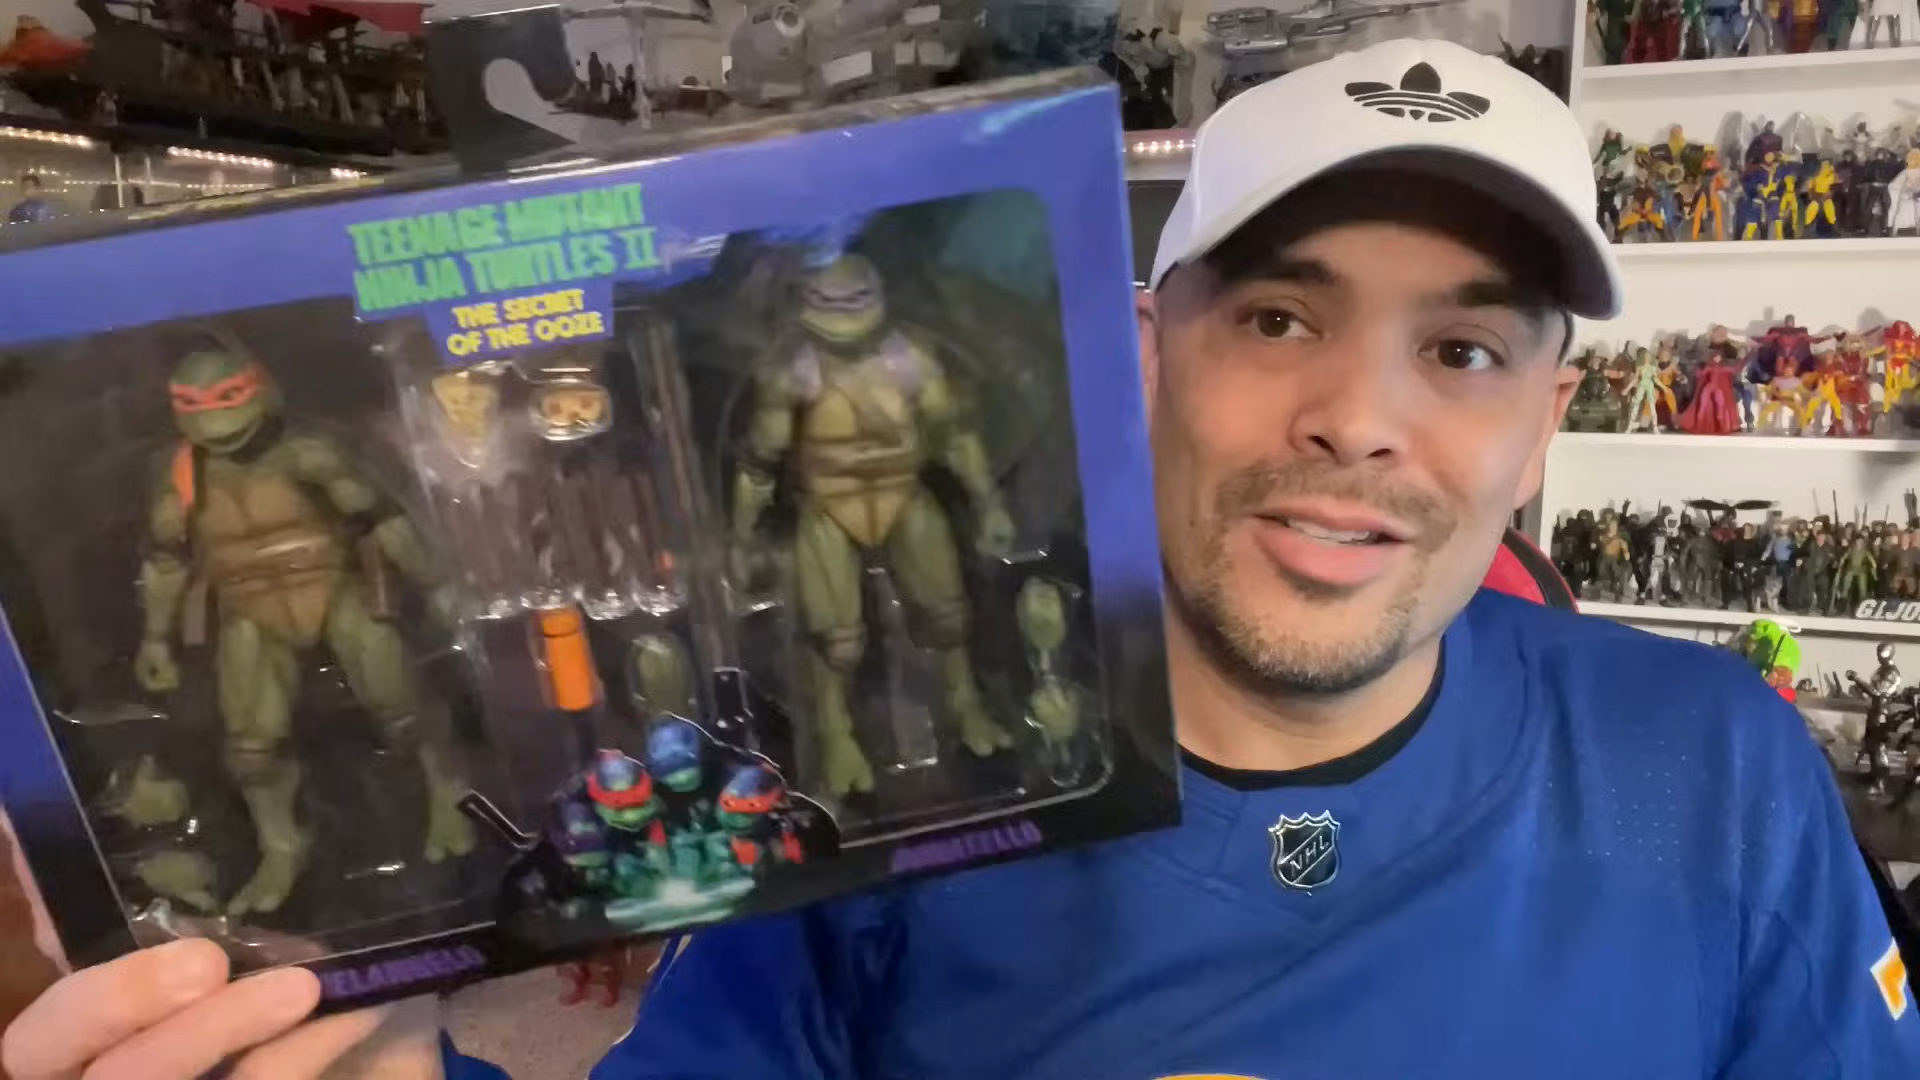 TEENAGE MUTANT
NINJA TURTLES II
THE SECRET
OF THE OOZE
DONATELLO
NHL